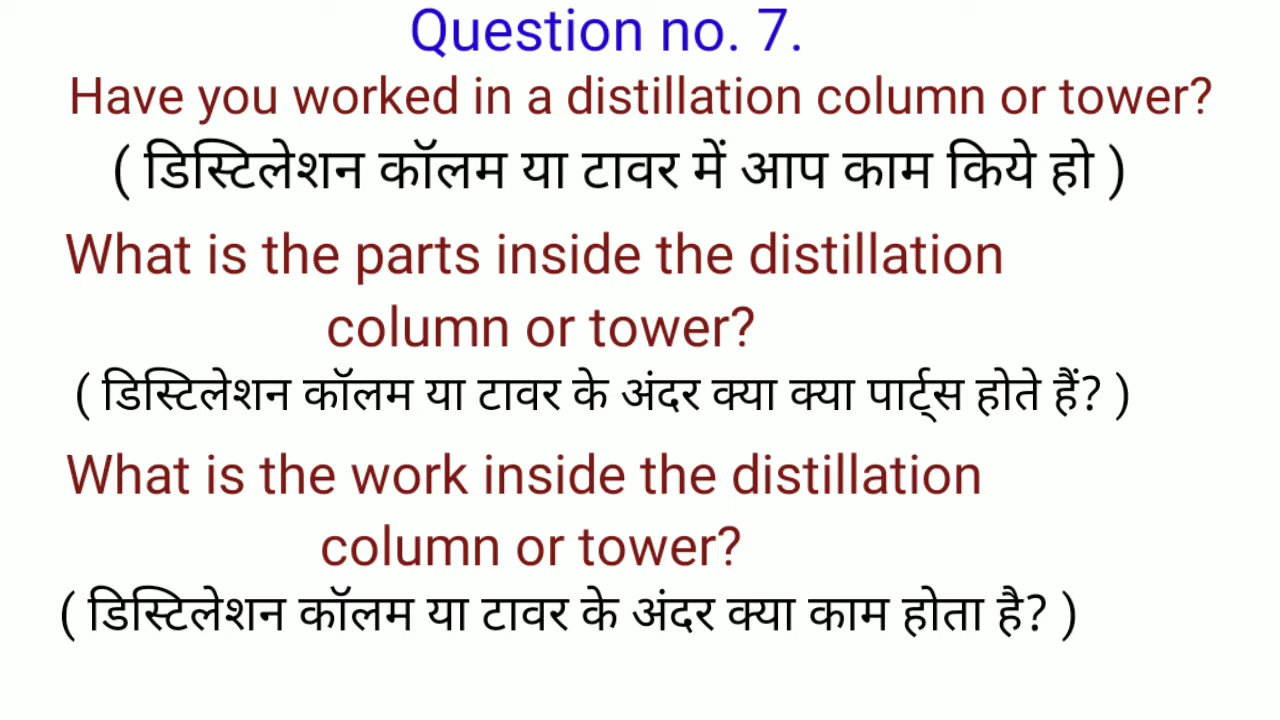 Question no. 7.
Have you worked in a distillation column or tower?
( डिस्टिलेशन कॉलम या टावर में आप काम किये हो )
What is the parts inside the distillation
column or tower?
( डिस्टिलेशन कॉलम या टावर के अंदर क्या क्या पार्ट्स होते हैं? )
What is the work inside the distillation
column or tower?
( डिस्टिलेशन कॉलम या टावर के अंदर क्या काम होता है? )